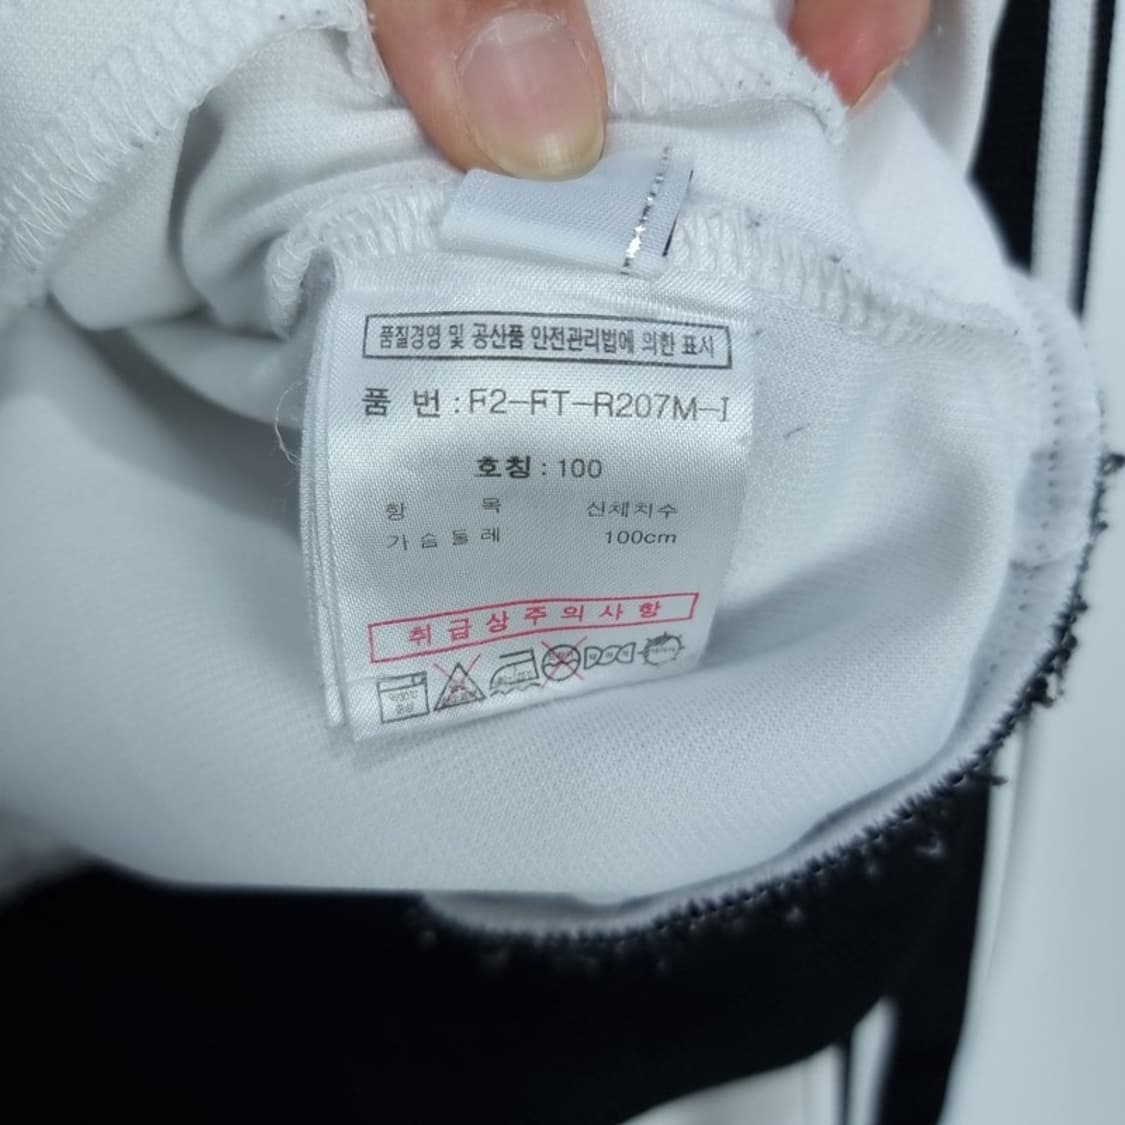 품질경영 및 공산품 안전관리법에 의한 표시
품 번 : F2-FT-R207M-I
호칭 : 100
항 목 신체치수
가슴둘레 100cm
취급상주의사항